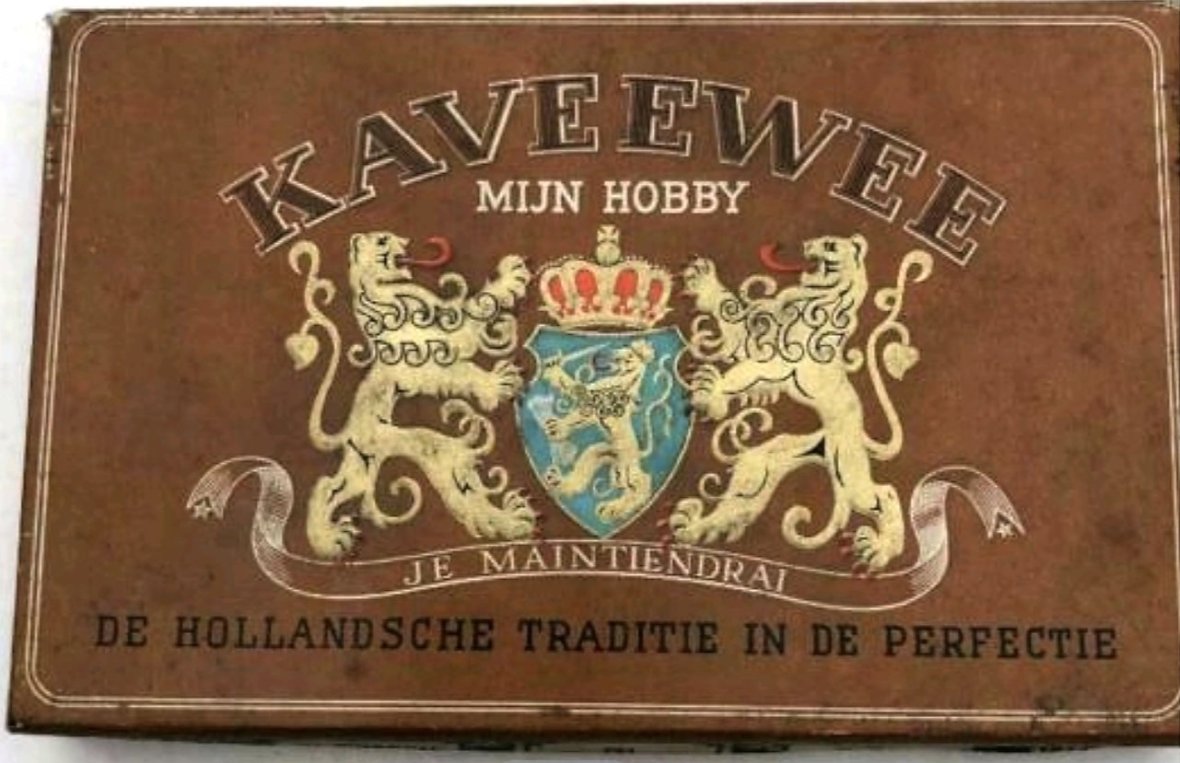 KAVEEWEE
MIJN HOBBY
JE MAINTIENDRAI
DE HOLLANDSCHE TRADITIE IN DE PERFECTIE